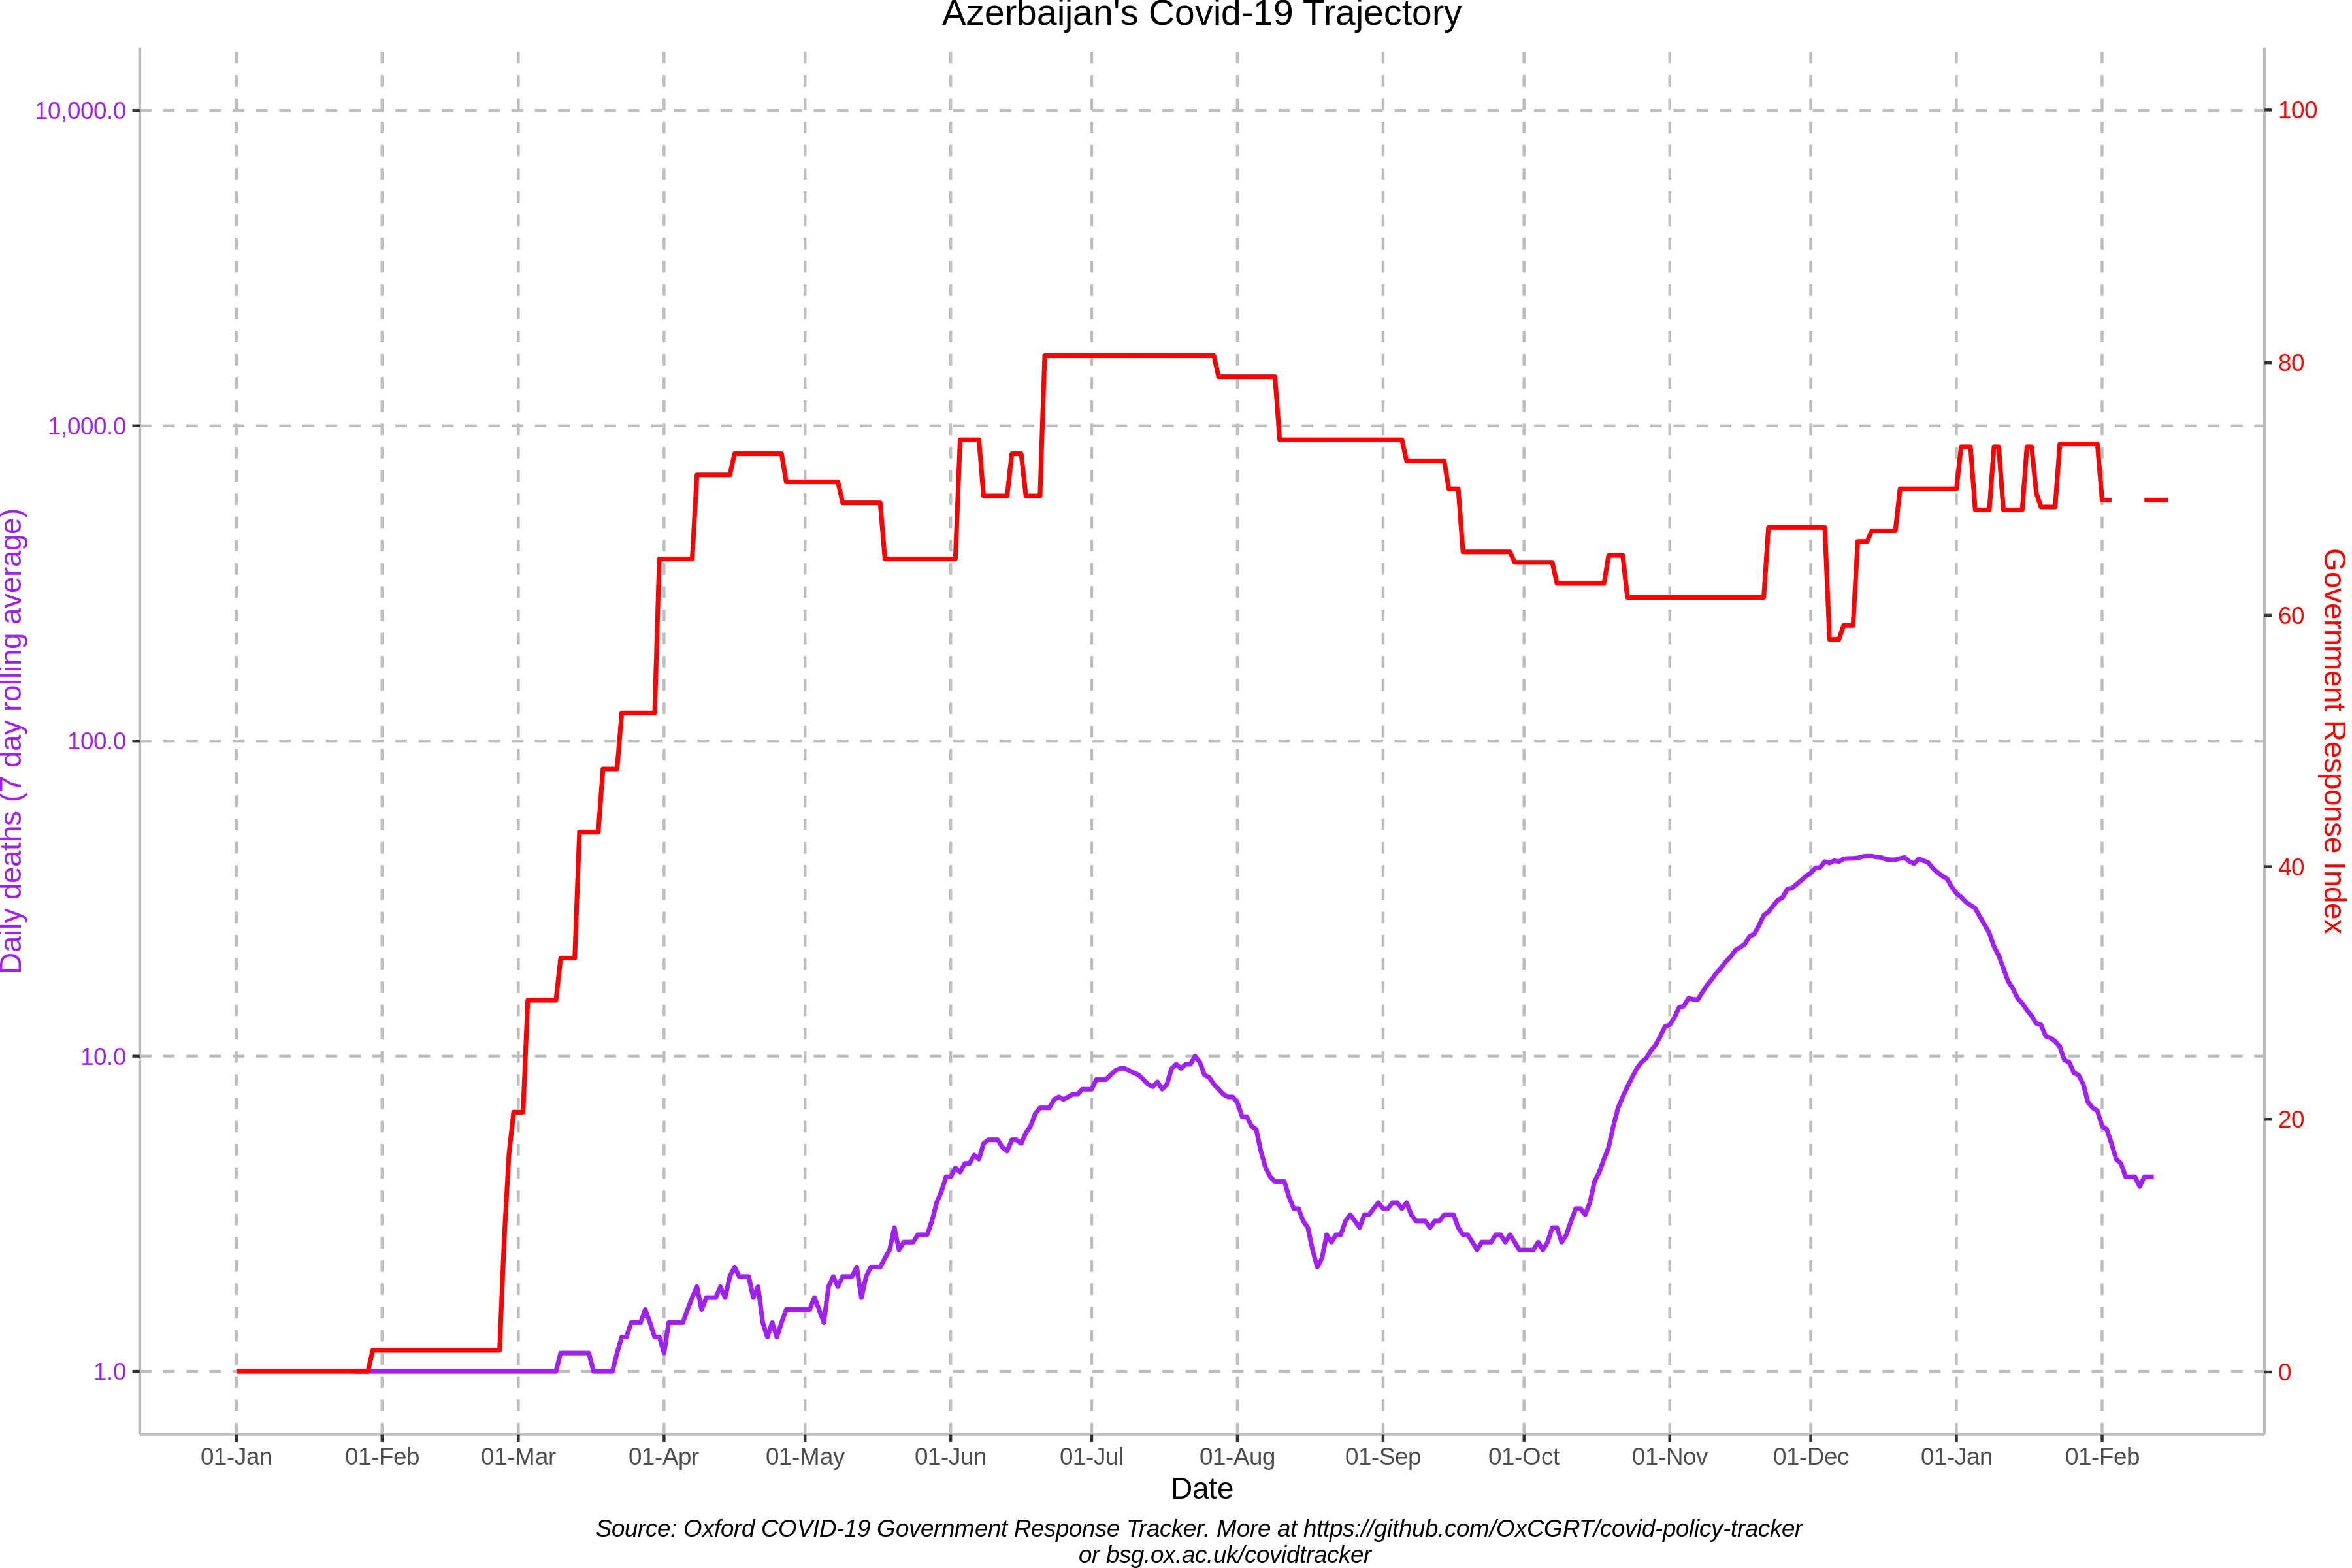 Azerbaijan's Covid-19 Trajectory
10,000.0
1,000.0
100.0
10.0
1.0
Daily deaths (7 day rolling average)
100
80
60
40
20
0
Government Response Index
01-Jan
01-Feb
01-Mar
01-Apr
01-May
01-Jun
01-Jul
01-Aug
01-Sep
01-Oct
01-Nov
01-Dec
01-Jan
01-Feb
Date
Source: Oxford COVID-19 Government Response Tracker. More at https://github.com/OxCGRT/covid-policy-tracker
or bsg.ox.ac.uk/covidtracker